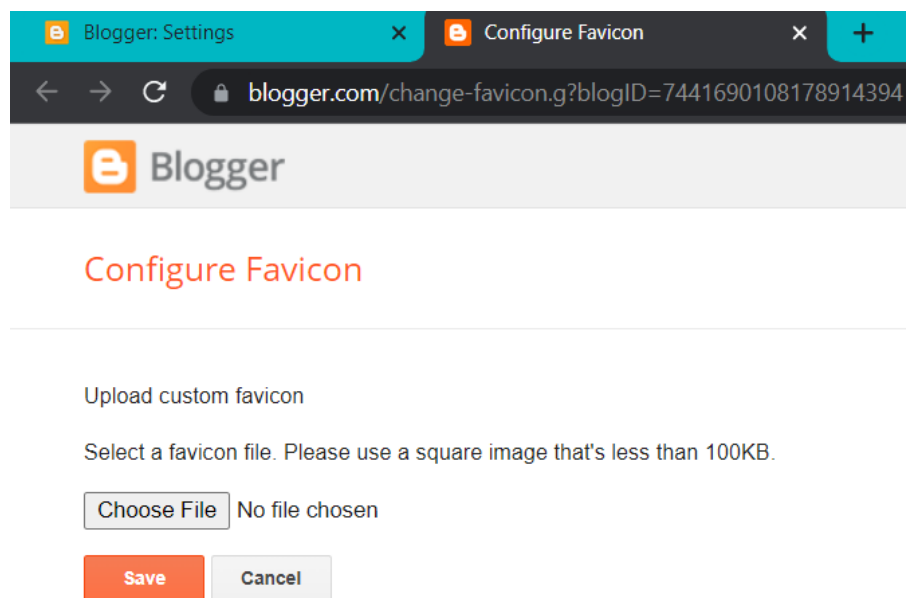 Blogger: Settings
Configure Favicon
blogger.com/change-favicon.g?blogID=7441690108178914394
Blogger
Configure Favicon
Upload custom favicon
Select a favicon file. Please use a square image that's less than 100KB.
Choose File No file chosen
Save Cancel